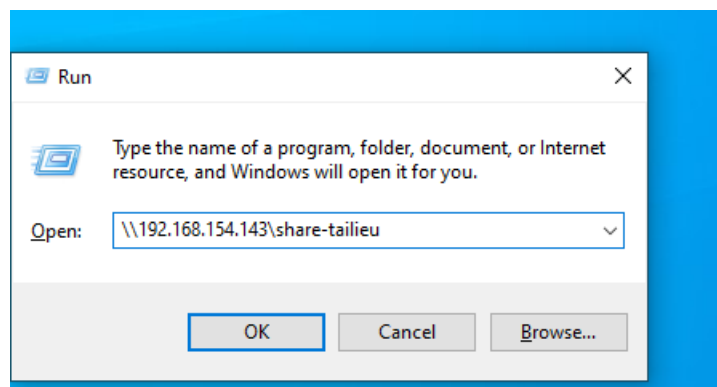 Run
Type the name of a program, folder, document, or Internet
resource, and Windows will open it for you.
Open: \\192.168.154.143\share-tailieu
OK Cancel Browse...